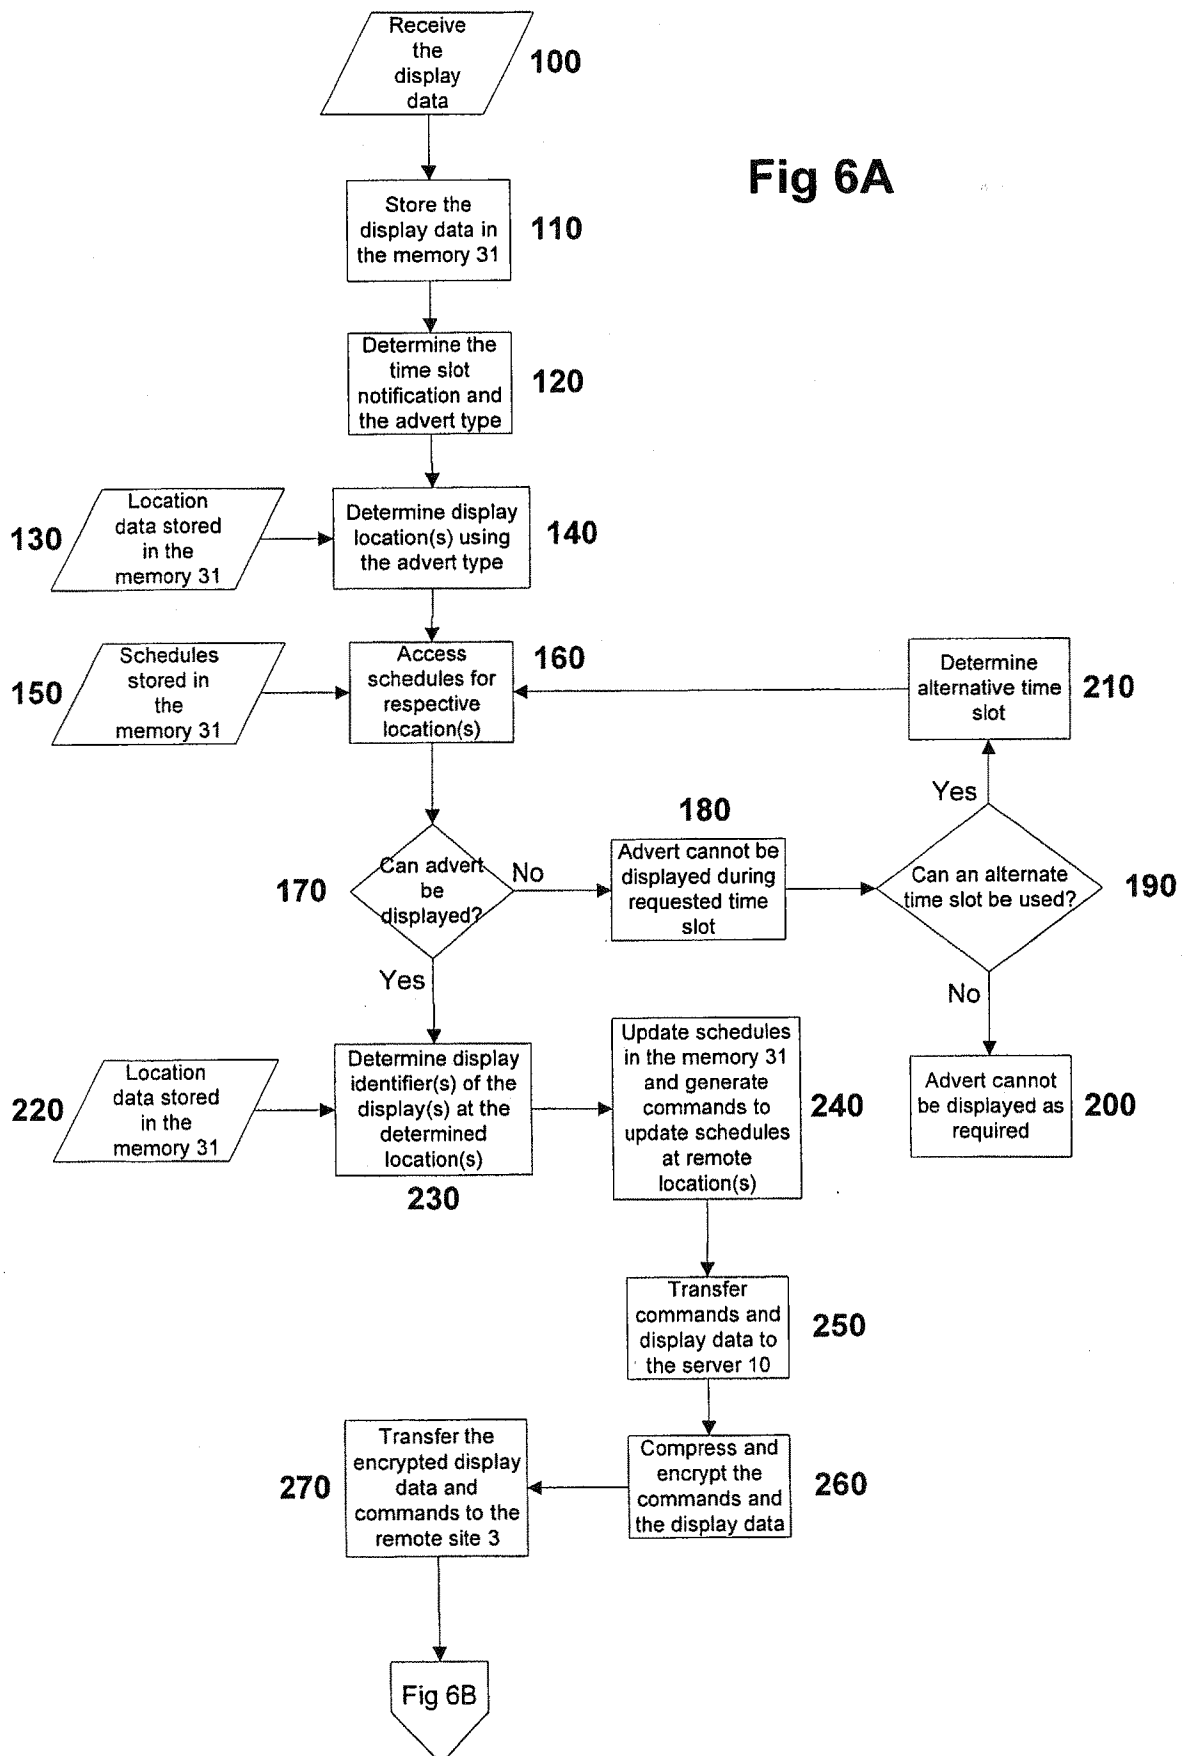 Receive
the
display
data
100
Fig 6A
Store the
display data in
the memory 31
110
Determine the
time slot
notification and
the advert type
120
130
Location
data stored
in the
memory 31
Determine display
location(s) using
the advert type
140
150
Schedules
stored in
the
memory 31
Access
schedules for
respective
location(s)
160
Determine
alternative time
slot
210
Yes
170
Can advert
be
displayed?
No
180
Advert cannot be
displayed during
requested time
slot
Can an alternate
time slot be used?
190
Yes
No
220
Location
data stored
in the
memory 31
Determine display
identifier(s) of the
display(s) at the
determined
location(s)
230
Update schedules
in the memory 31
and generate
commands to
update schedules
at remote
location(s)
240
Advert cannot
be displayed as
required
200
Transfer
commands and
display data to
the server 10
250
270
Transfer the
encrypted display
data and
commands to the
remote site 3
Compress and
encrypt the
commands and
the display data
260
Fig 6B